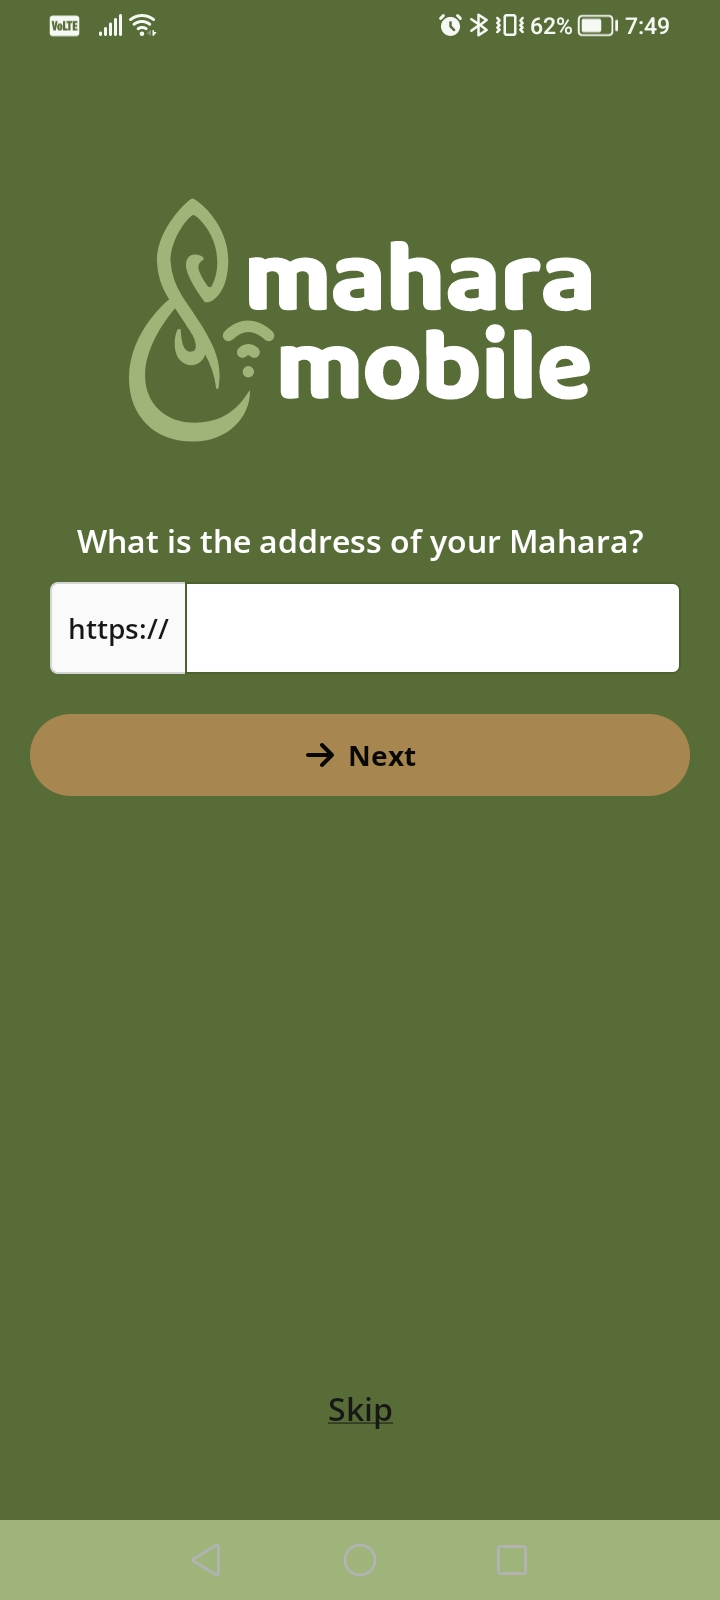 VoLTE 62% 7:49
mahara
mobile
What is the address of your Mahara?
https://
Next
Skip